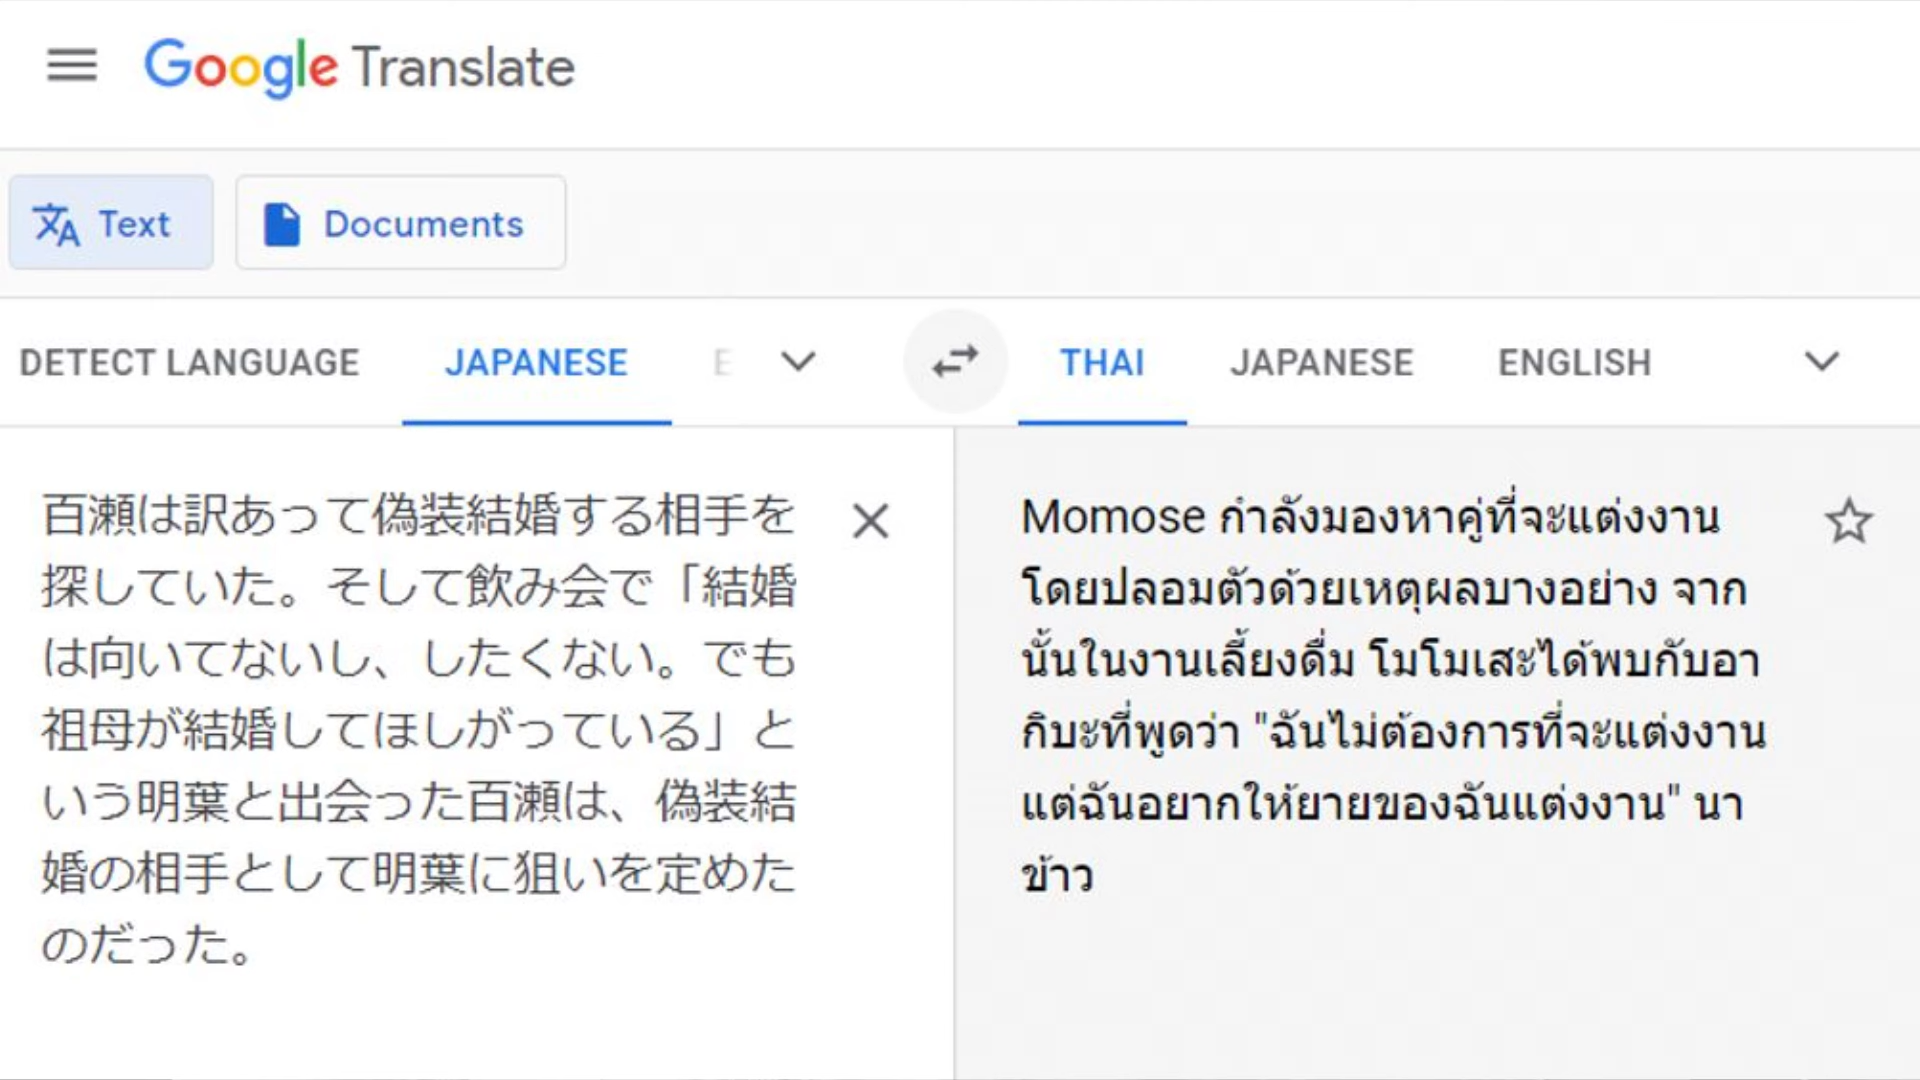 Google Translate
Text
Documents
DETECT LANGUAGE
JAPANESE
THAI
JAPANESE
ENGLISH
百瀬は訳あって偽装結婚する相手を
探していた。そして飲み会で「結婚
は向いてないし、したくない。でも
祖母が結婚してほしがっている」と
いう明葉と出会った百瀬は、偽装結
婚の相手として明葉に狙いを定めた
のだった。
Momose กำลังมองหาคู่ที่จะแต่งงาน
โดยปลอมตัวด้วยเหตุผลบางอย่าง จาก
นั้นในงานเลี้ยงดื่ม โมโมเสะได้พบกับอา
กิบะที่พูดว่า "ฉันไม่ต้องการที่จะแต่งงาน
แต่ฉันอยากให้ยายของฉันแต่งงาน" นา
ข้าว